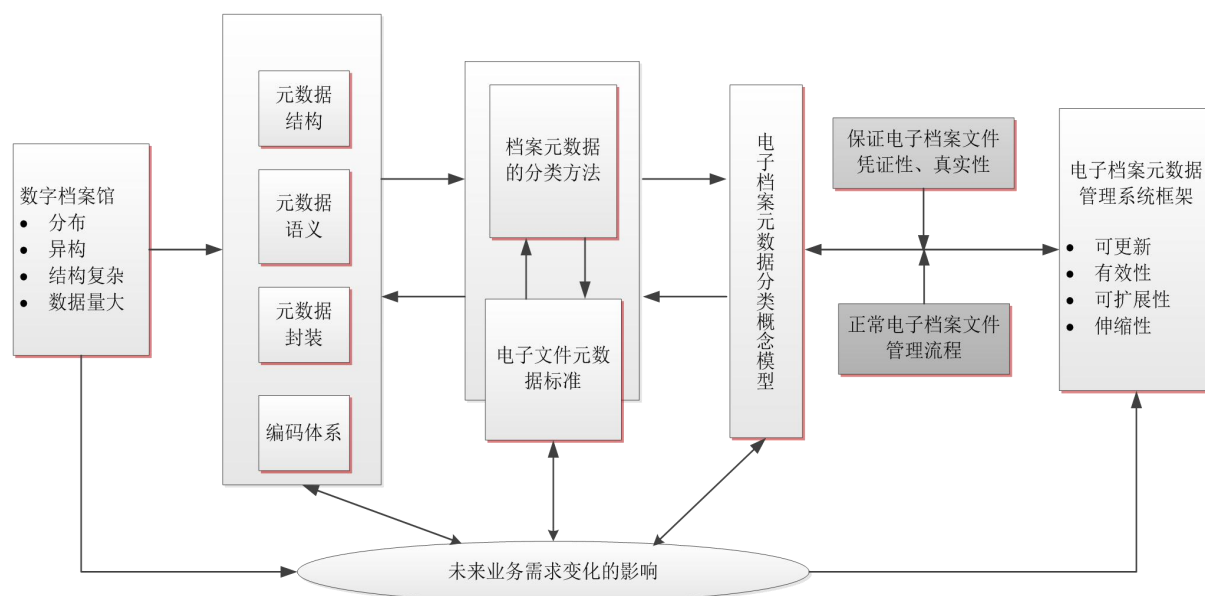 数字档案馆
• 分布
• 异构
• 结构复杂
• 数据量大
元数据
结构
元数据
语义
元数据
封装
编码体系
档案元数据
的分类方法
电子文件元数
据标准
电子档案元数据分类概念模型
保证电子档案文件
凭证性、真实性
正常电子档案文件
管理流程
电子档案元数据
管理系统框架
• 可更新
• 有效性
• 可扩展性
• 伸缩性
未来业务需求变化的影响